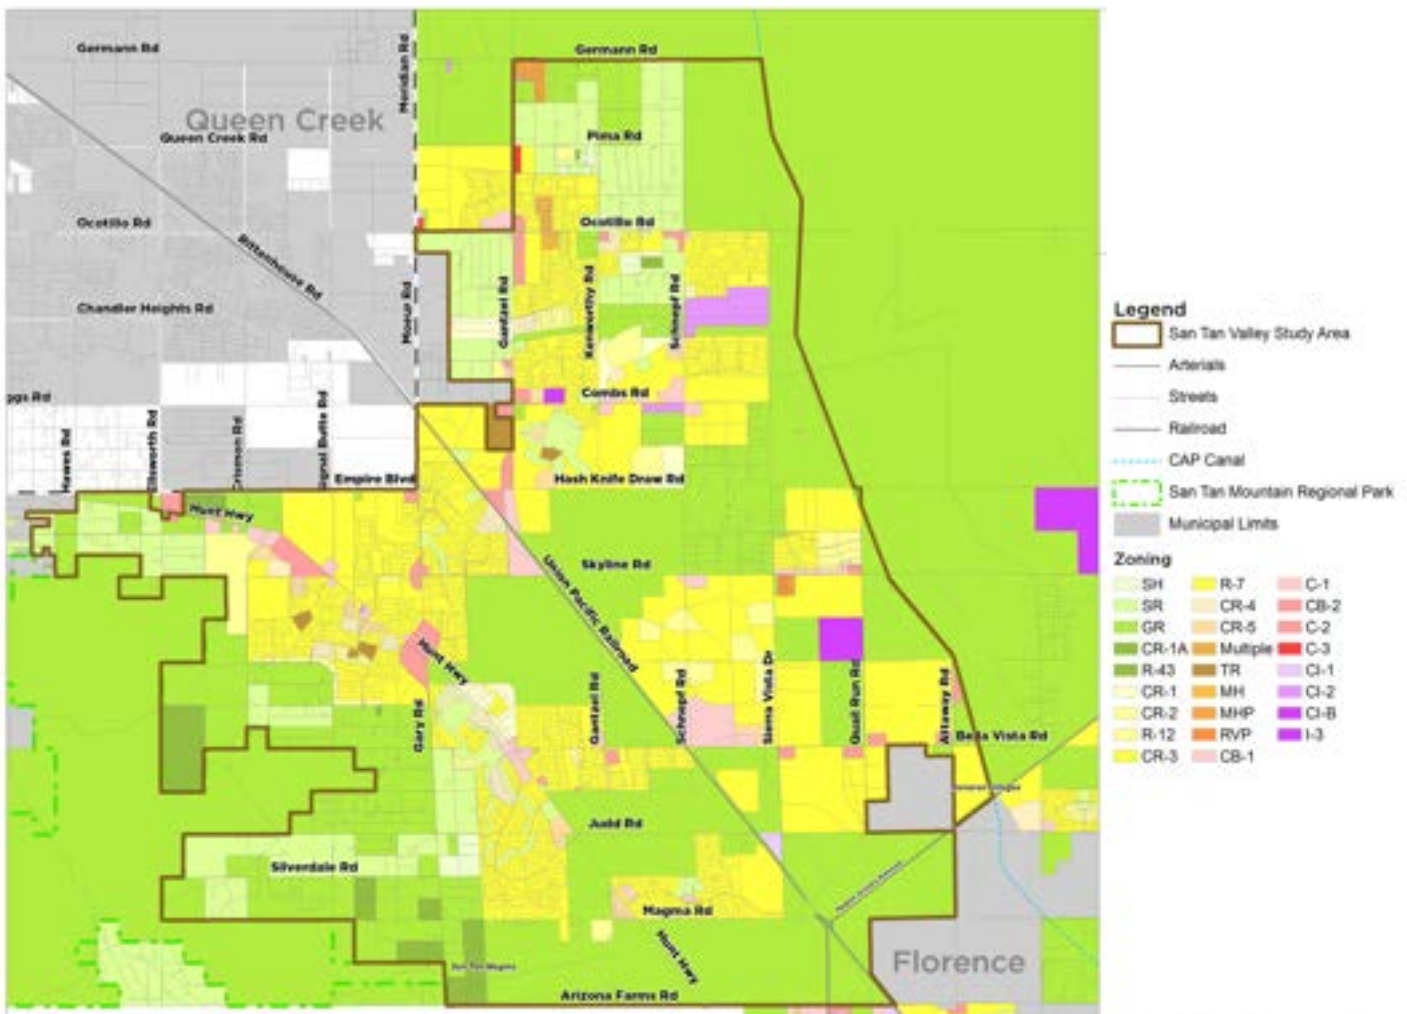 Germann Rd
Germann Rd
Meridian Rd
Queen Creek
Queen Creek Rd
Pima Rd
Ocotillo Rd
Ocotillo Rd
Rittenhouse Rd
Chandler Heights Rd
Moeur Rd
Gantzel Rd
Kenworthy Rd
Schnepf Rd
ggs Rd
Combs Rd
Hawes Rd
Ellsworth Rd
Crismon Rd
Signal Butte Rd
Empire Blvd
Hash Knife Draw Rd
Hunt Hwy
Skyline Rd
Union Pacific Railroad
Hunt Hwy
Gary Rd
Gantzel Rd
Schnepf Rd
Sierra Vista Dr
Quail Run Rd
Attaway Rd
Bella Vista Rd
Judd Rd
Silverdale Rd
Magma Rd
Hunt Hwy
Florence
Arizona Farms Rd
Legend
San Tan Valley Study Area
Arterials
Streets
Railroad
CAP Canal
San Tan Mountain Regional Park
Municipal Limits
Zoning
SH
SR
GR
CR-1A
R-43
CR-1
CR-2
R-12
CR-3
R-7
CR-4
CR-5
Multiple
TR
MH
MHP
RVP
CB-1
C-1
CB-2
C-2
C-3
CI-1
CI-2
CI-B
I-3